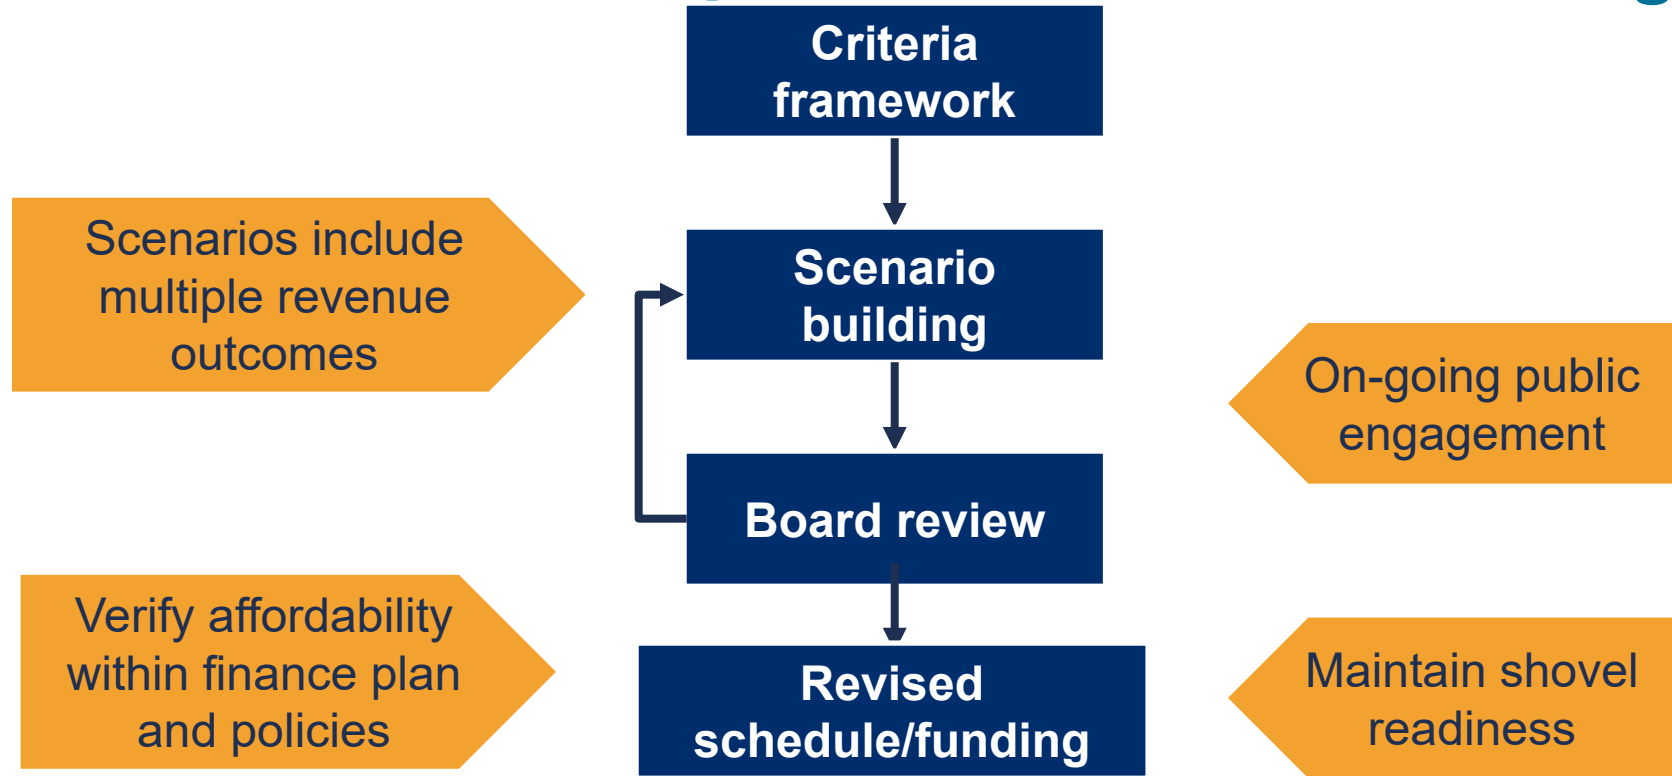 Criteria
framework
Scenarios include
multiple revenue
outcomes
Scenario
building
On-going public
engagement
Board review
Verify affordability
within finance plan
and policies
Revised
schedule/funding
Maintain shovel
readiness